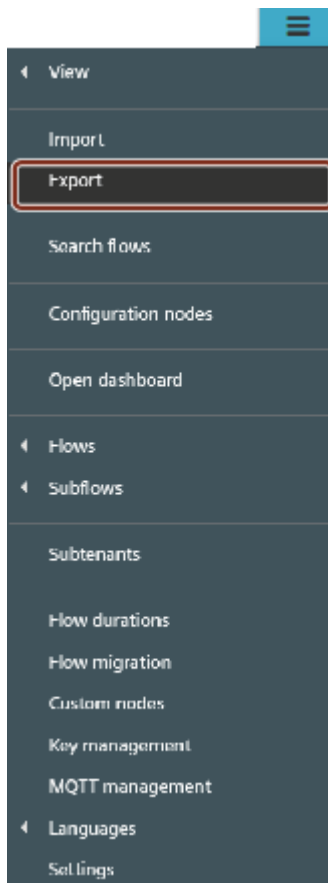 View
Import
Export
Search flows
Configuration nodes
Open dashboard
Flows
Subflows
Subtenants
Flow durations
Flow migration
Custom nodes
Key management
MQTT management
Languages
Settings